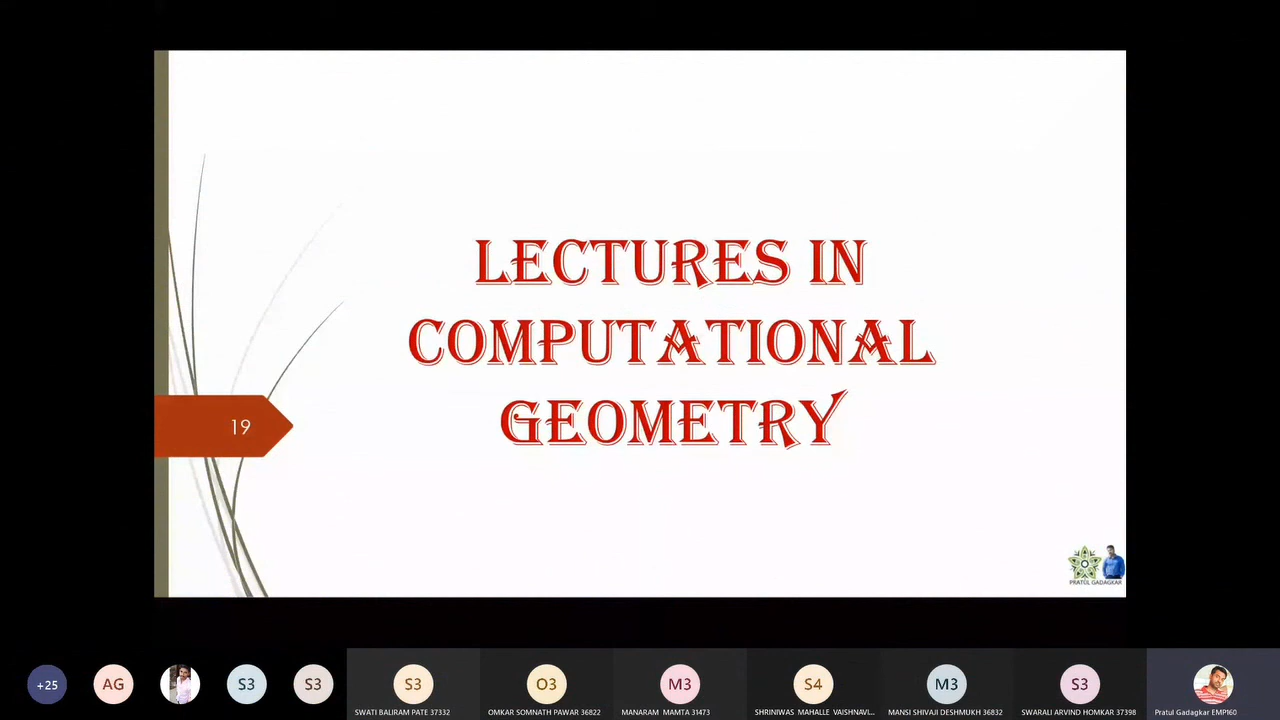 LECTURES IN
COMPUTATIONAL
GEOMETRY
19
PRATUL GADAGKAR
+25
AG
S3
S3
S3
O3
M3
S4
M3
S3
SWATI BALIRAM PATE 37332
OMKAR SOMNATH PAWAR 36822
MANARAM MAMTA 31473
SHRINIWAS MAHALLE VAISHNAVI...
MANSI SHIVAJI DESHMUKH 36832
SWARALI ARVIND HOMKAR 37398
Pratul Gadagkar EMPI60